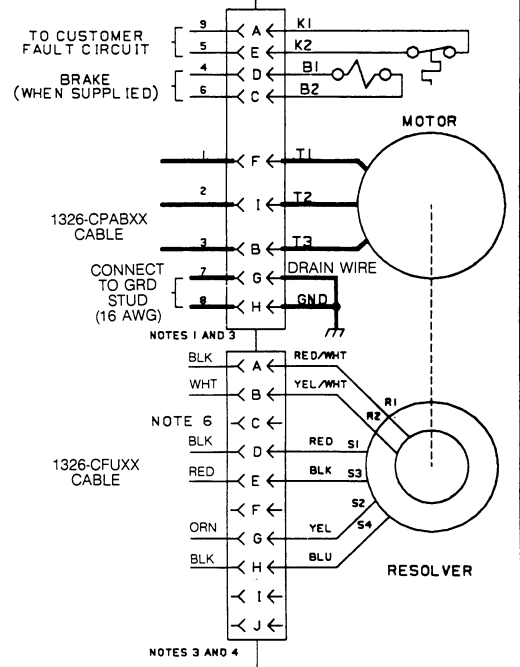 9 A K1
TO CUSTOMER
FAULT CIRCUIT
5 E K2
4 D B1
BRAKE
(WHEN SUPPLIED)
6 C B2
MOTOR
1 F T1
2 I T2
1326-CPABXX
CABLE
3 B T3
CONNECT
TO GRD
STUD
(16 AWG)
7 G DRAIN WIRE
8 H GND
NOTES 1 AND 3
BLK A RED/WHT
WHT B YEL/WHT
R1
R2
NOTE 6 C
BLK D RED S1
1326-CFUXX
CABLE
RED E BLK S3
F
S2
S4
ORN G YEL
BLK H BLU
RESOLVER
I
J
NOTES 3 AND 4